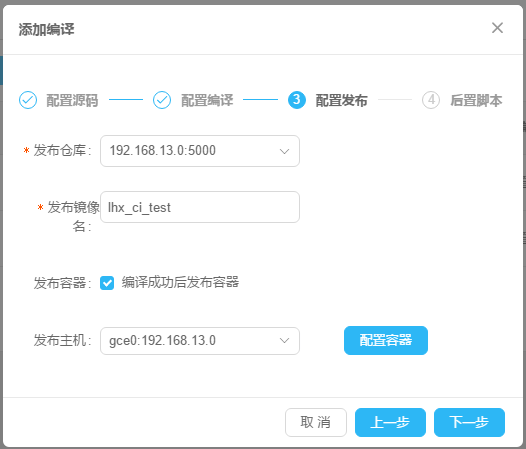 添加编译
配置源码 配置编译 3 配置发布 4 后置脚本
* 发布仓库: 192.168.13.0:5000
* 发布镜像名: lhx_ci_test
发布容器: 编译成功后发布容器
发布主机: gce0:192.168.13.0 配置容器
取 消 上一步 下一步